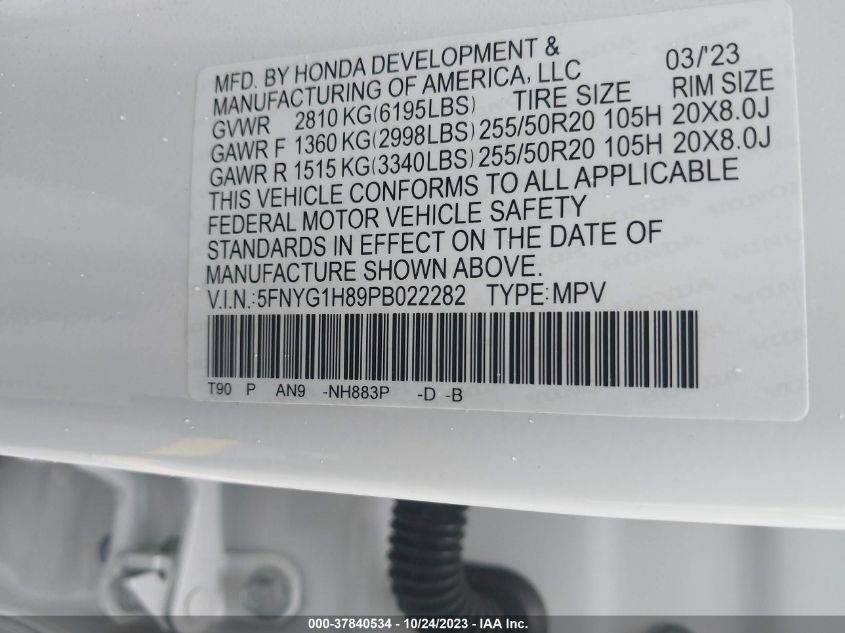 MFD. BY HONDA DEVELOPMENT & 03/'23
MANUFACTURING OF AMERICA, LLC
GVWR 2810 KG(6195LBS) TIRE SIZE RIM SIZE
GAWR F 1360 KG(2998LBS) 255/50R20 105H 20X8.0J
GAWR R 1515 KG(3340LBS) 255/50R20 105H 20X8.0J
THIS VEHICLE CONFORMS TO ALL APPLICABLE
FEDERAL MOTOR VEHICLE SAFETY
STANDARDS IN EFFECT ON THE DATE OF
MANUFACTURE SHOWN ABOVE.
V.I.N.:5FNYG1H89PB022282 TYPE:MPV
T90 P AN9 -NH883P -D -B
000-37840534 - 10/24/2023 - IAA Inc.